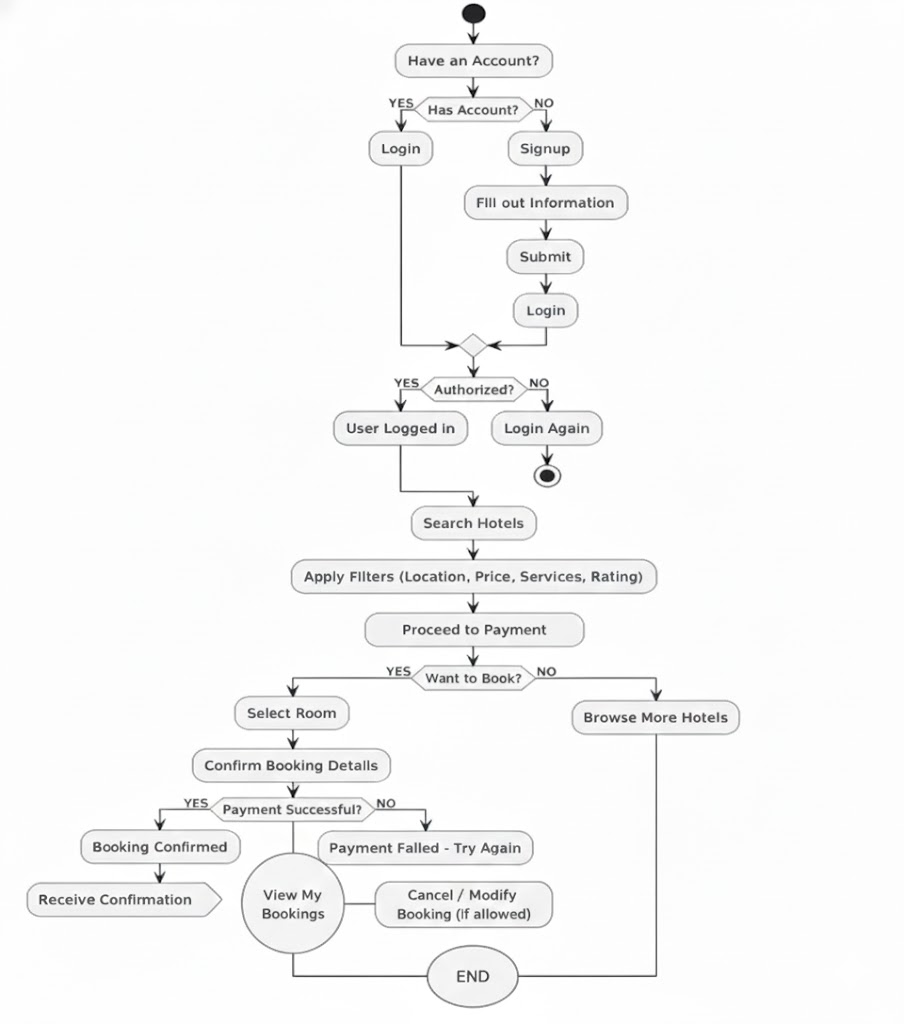 Have an Account?
YES
Has Account?
NO
Login
Signup
FIll out Information
Submit
Login
YES
Authorized?
NO
User Logged in
Login Again
Search Hotels
Apply FIlters (Location, Price, Services, Rating)
Proceed to Payment
YES
Want to Book?
NO
Select Room
Browse More Hotels
Confirm Booking Detalls
YES
Payment Successful?
NO
Booking Confirmed
Payment Falled - Try Again
Receive Confirmation
View My
Bookings
Cancel / Modify
Booking (If allowed)
END